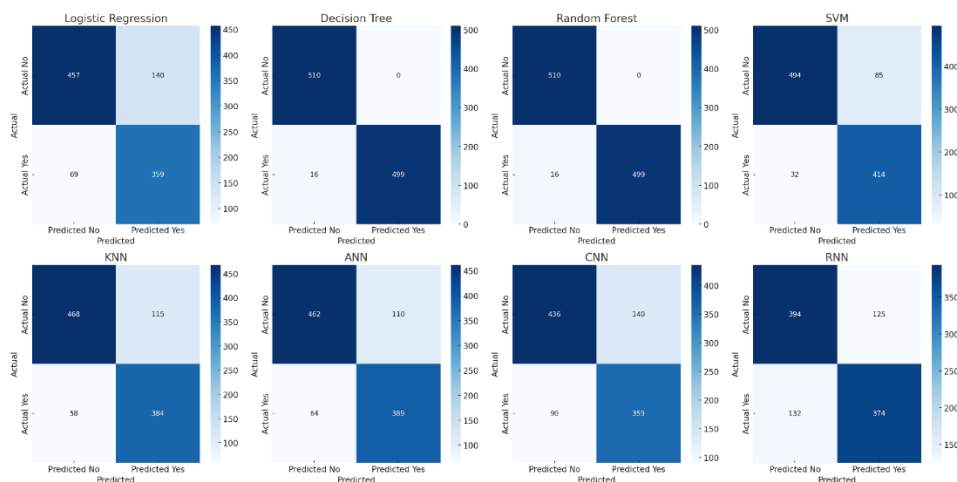 Logistic Regression
Actual
Actual No
Actual Yes
457
140
69
359
Predicted No
Predicted Yes
Predicted
450
400
350
300
250
200
150
100
Decision Tree
Actual
Actual No
Actual Yes
510
0
16
499
Predicted No
Predicted Yes
Predicted
500
400
300
200
100
0
Random Forest
Actual
Actual No
Actual Yes
510
0
16
499
Predicted No
Predicted Yes
Predicted
500
400
300
200
100
0
SVM
Actual
Actual No
Actual Yes
494
85
32
414
Predicted No
Predicted Yes
Predicted
400
300
200
100
KNN
Actual
Actual No
Actual Yes
468
115
58
384
Predicted No
Predicted Yes
Predicted
450
400
350
300
250
200
150
100
ANN
Actual
Actual No
Actual Yes
462
110
64
389
Predicted No
Predicted Yes
Predicted
450
400
350
300
250
200
150
100
CNN
Actual
Actual No
Actual Yes
436
140
90
359
Predicted No
Predicted Yes
Predicted
400
350
300
250
200
150
100
RNN
Actual
Actual No
Actual Yes
394
125
132
374
Predicted No
Predicted Yes
Predicted
350
300
250
200
150